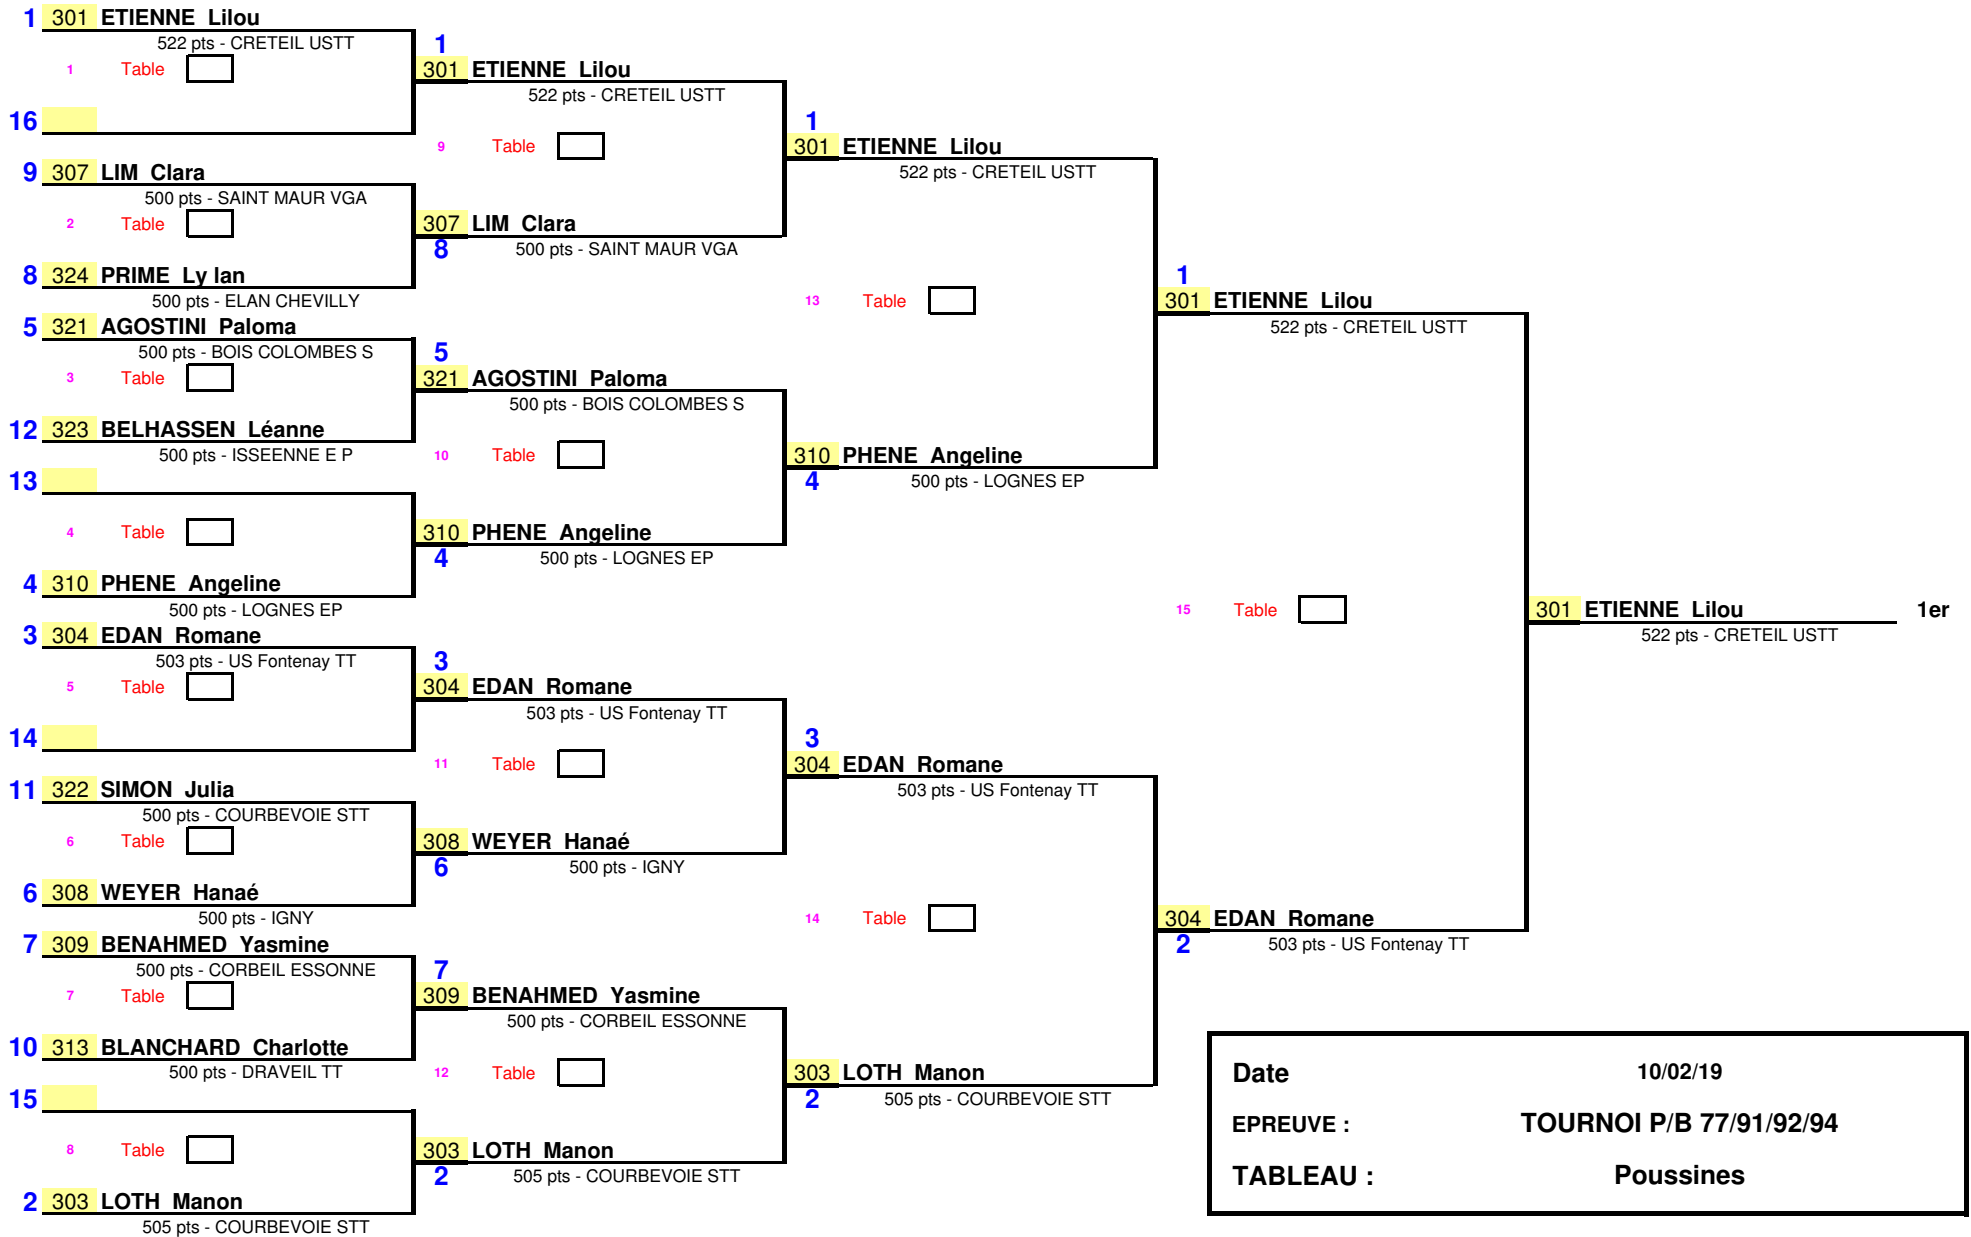 1 301 ETIENNE Lilou
522 pts - CRETEIL USTT
1 Table
16
9 307 LIM Clara
500 pts - SAINT MAUR VGA
2 Table
8 324 PRIME Ly lan
500 pts - ELAN CHEVILLY
5 321 AGOSTINI Paloma
500 pts - BOIS COLOMBES S
3 Table
12 323 BELHASSEN Léanne
500 pts - ISSEENNE E P
13
4 Table
4 310 PHENE Angeline
500 pts - LOGNES EP
3 304 EDAN Romane
503 pts - US Fontenay TT
5 Table
14
11 322 SIMON Julia
500 pts - COURBEVOIE STT
6 Table
6 308 WEYER Hanaé
500 pts - IGNY
7 309 BENAHMED Yasmine
500 pts - CORBEIL ESSONNE
7 Table
10 313 BLANCHARD Charlotte
500 pts - DRAVEIL TT
15
8 Table
2 303 LOTH Manon
505 pts - COURBEVOIE STT
1
301 ETIENNE Lilou
522 pts - CRETEIL USTT
9 Table
307 LIM Clara
8 500 pts - SAINT MAUR VGA
5
321 AGOSTINI Paloma
500 pts - BOIS COLOMBES S
10 Table
310 PHENE Angeline
4 500 pts - LOGNES EP
3
304 EDAN Romane
503 pts - US Fontenay TT
11 Table
308 WEYER Hanaé
6 500 pts - IGNY
7
309 BENAHMED Yasmine
500 pts - CORBEIL ESSONNE
12 Table
303 LOTH Manon
2 505 pts - COURBEVOIE STT
1
301 ETIENNE Lilou
522 pts - CRETEIL USTT
13 Table
310 PHENE Angeline
4 500 pts - LOGNES EP
3
304 EDAN Romane
503 pts - US Fontenay TT
14 Table
303 LOTH Manon
2 505 pts - COURBEVOIE STT
1
301 ETIENNE Lilou
522 pts - CRETEIL USTT
15 Table
304 EDAN Romane
2 503 pts - US Fontenay TT
301 ETIENNE Lilou 1er
522 pts - CRETEIL USTT
Date 10/02/19
EPREUVE : TOURNOI P/B 77/91/92/94
TABLEAU : Poussines